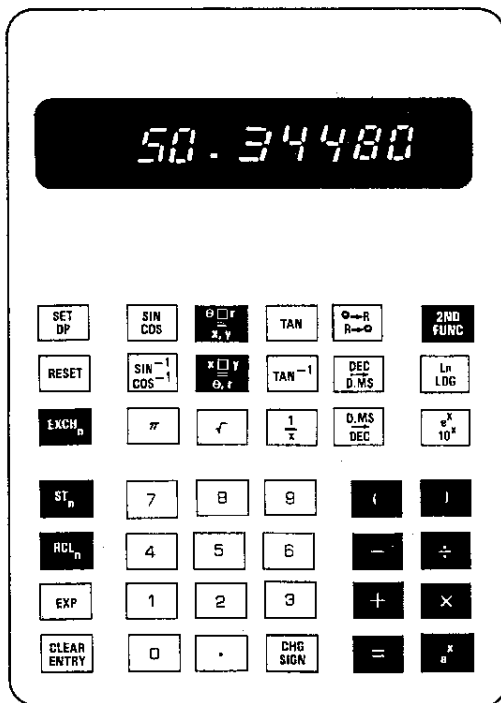 50.34480
SET DP SIN COS θ□r x,y TAN O→R R→O 2ND FUNC
RESET SIN⁻¹ COS⁻¹ x□y θ,r TAN⁻¹ DEC D.MS Ln LOG
EXCHₙ π √ 1/x D.MS DEC eˣ 10ˣ
STₙ 7 8 9 ( )
RCLₙ 4 5 6 − ÷
EXP 1 2 3 + ×
CLEAR ENTRY 0 . CHG SIGN = aˣ